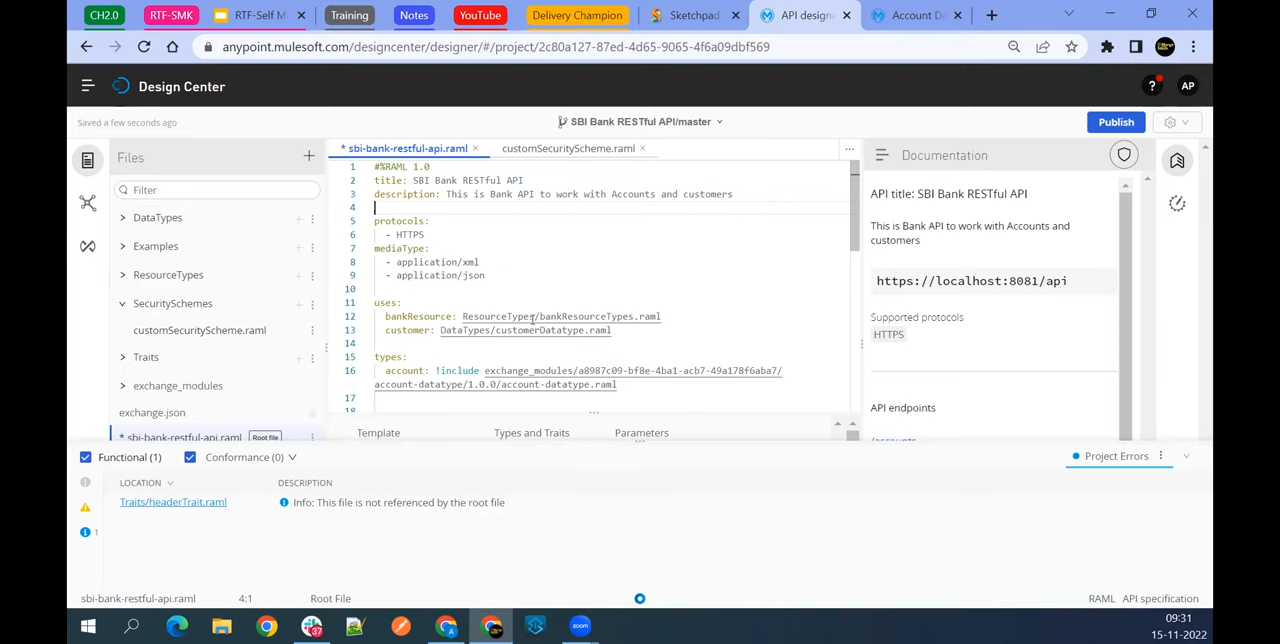 CH2.0
RTF-SMK
RTF-Self M
Training
Notes
YouTube
Delivery Champion
Sketchpad
API designe
Account Da
anypoint.mulesoft.com/designcenter/designer/#/project/2c80a127-87ed-4d65-9065-4f6a09dbf569
Design Center
AP
Saved a few seconds ago
SBI Bank RESTful API/master
Publish
Files
* sbi-bank-restful-api.raml
customSecurityScheme.raml
Documentation
Filter
DataTypes
Examples
ResourceTypes
SecuritySchemes
customSecurityScheme.raml
Traits
exchange_modules
exchange.json
* sbi-bank-restful-api.raml Root file
1 #%RAML 1.0
2 title: SBI Bank RESTful API
3 description: This is Bank API to work with Accounts and customers
4
5 protocols:
6 - HTTPS
7 mediaType:
8 - application/xml
9 - application/json
10
11 uses:
12 bankResource: ResourceTypes/bankResourceTypes.raml
13 customer: DataTypes/customerDatatype.raml
14
15 types:
16 account: !include exchange_modules/a8987c09-bf8e-4ba1-acb7-49a178f6aba7/
account-datatype/1.0.0/account-datatype.raml
17
18
API title: SBI Bank RESTful API
This is Bank API to work with Accounts and
customers
https://localhost:8081/api
Supported protocols
HTTPS
API endpoints
/accounts
Template Types and Traits Parameters
Functional (1) Conformance (0)
Project Errors
LOCATION DESCRIPTION
Traits/headerTrait.raml Info: This file is not referenced by the root file
1
sbi-bank-restful-api.raml 4:1 Root File
RAML API specification
37
zoom
09:31
15-11-2022